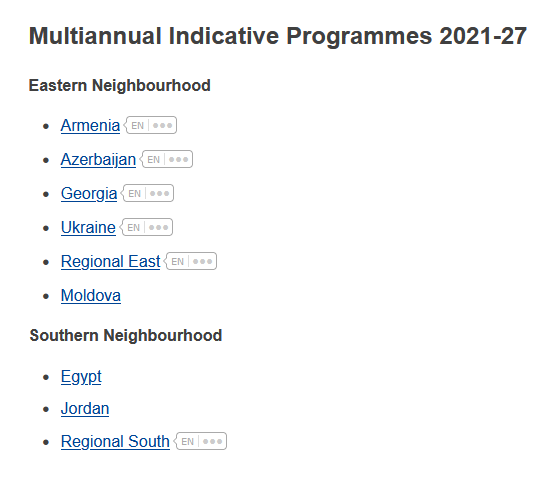 Multiannual Indicative Programmes 2021-27
Eastern Neighbourhood
• Armenia EN •••
• Azerbaijan EN •••
• Georgia EN •••
• Ukraine EN •••
• Regional East EN •••
• Moldova
Southern Neighbourhood
• Egypt
• Jordan
• Regional South EN •••